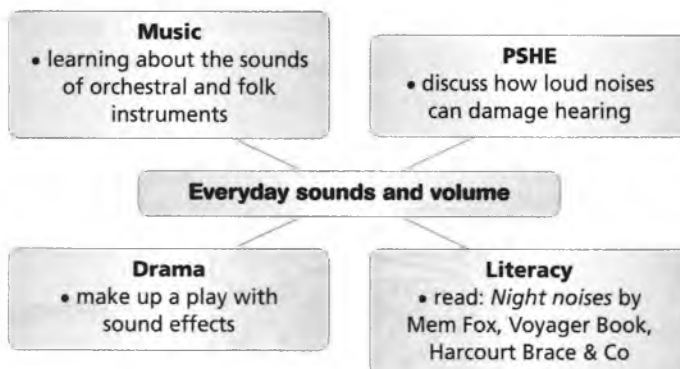 Music
• learning about the sounds
of orchestral and folk
instruments
PSHE
• discuss how loud noises
can damage hearing
Everyday sounds and volume
Drama
• make up a play with
sound effects
Literacy
• read: Night noises by
Mem Fox, Voyager Book,
Harcourt Brace & Co